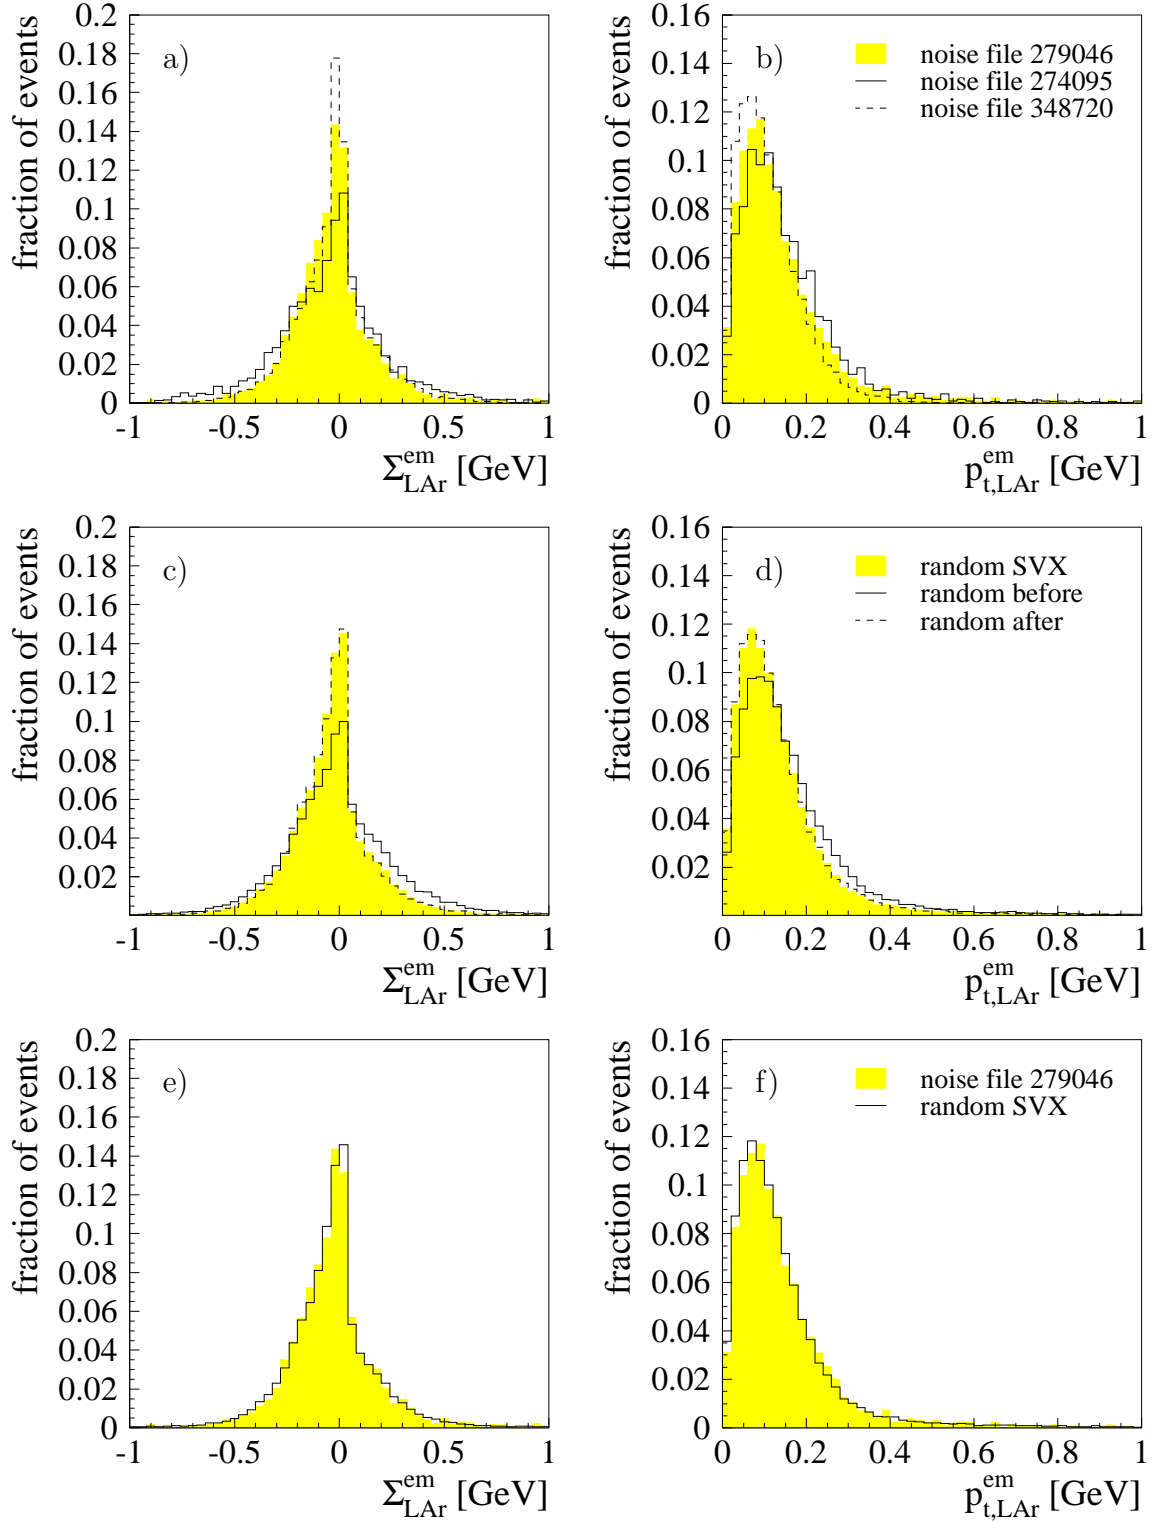 a)
fraction of events
0.2
0.18
0.16
0.14
0.12
0.1
0.08
0.06
0.04
0.02
0
-1 -0.5 0 0.5 1
Σ^em_LAr [GeV]
b)
noise file 279046
noise file 274095
noise file 348720
fraction of events
0.16
0.14
0.12
0.1
0.08
0.06
0.04
0.02
0
0 0.2 0.4 0.6 0.8 1
p^em_t,LAr [GeV]
c)
fraction of events
0.2
0.18
0.16
0.14
0.12
0.1
0.08
0.06
0.04
0.02
-1 -0.5 0 0.5 1
Σ^em_LAr [GeV]
d)
random SVX
random before
random after
fraction of events
0.16
0.14
0.12
0.1
0.08
0.06
0.04
0.02
0 0.2 0.4 0.6 0.8 1
p^em_t,LAr [GeV]
e)
fraction of events
0.2
0.18
0.16
0.14
0.12
0.1
0.08
0.06
0.04
0.02
0
-1 -0.5 0 0.5 1
Σ^em_LAr [GeV]
f)
noise file 279046
random SVX
fraction of events
0.16
0.14
0.12
0.1
0.08
0.06
0.04
0.02
0
0 0.2 0.4 0.6 0.8 1
p^em_t,LAr [GeV]